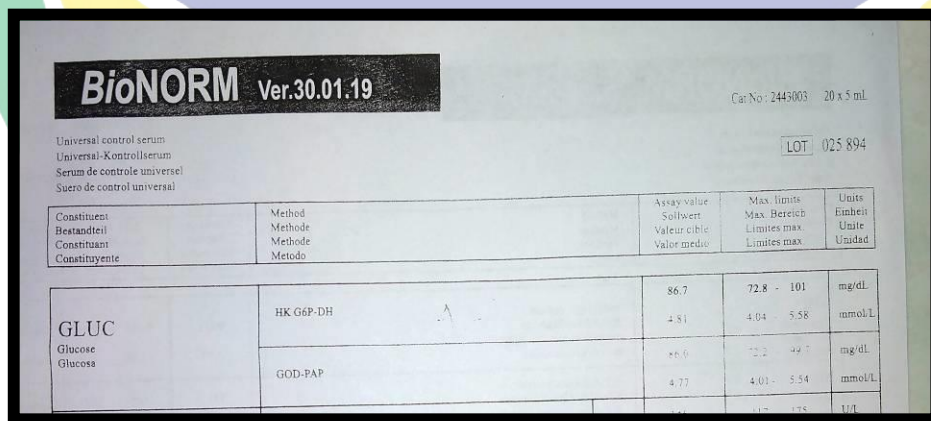 BioNORM Ver.30.01.19
Cat No : 2443003 20 x 5 mL
LOT 025 894
Universal control serum
Universal-Kontrollserum
Serum de controle universel
Suero de control universal
Constituent Method Assay value Max. limits Units
Bestandteil Methode Sollwert Max. Bereich Einheit
Constituant Methode Valeur cible Limites max. Unite
Constituyente Metodo Valor medio Limites max. Unidad
GLUC
Glucose
Glucosa
HK G6P-DH 86.7 72.8 - 101 mg/dL
4.81 4.04 - 5.58 mmol/L
GOD-PAP mg/dL
4.77 4.01 - 5.54 mmol/L
U/L